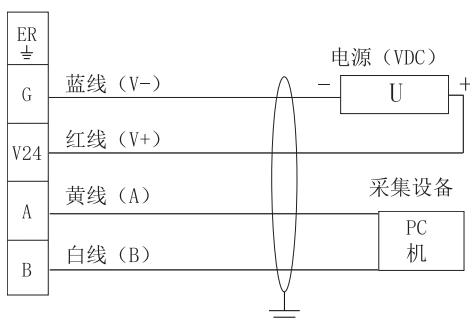 ER
电源（VDC）
G
蓝线（V-）
-
U
+
V24
红线（V+）
采集设备
A
黄线（A）
PC
机
B
白线（B）